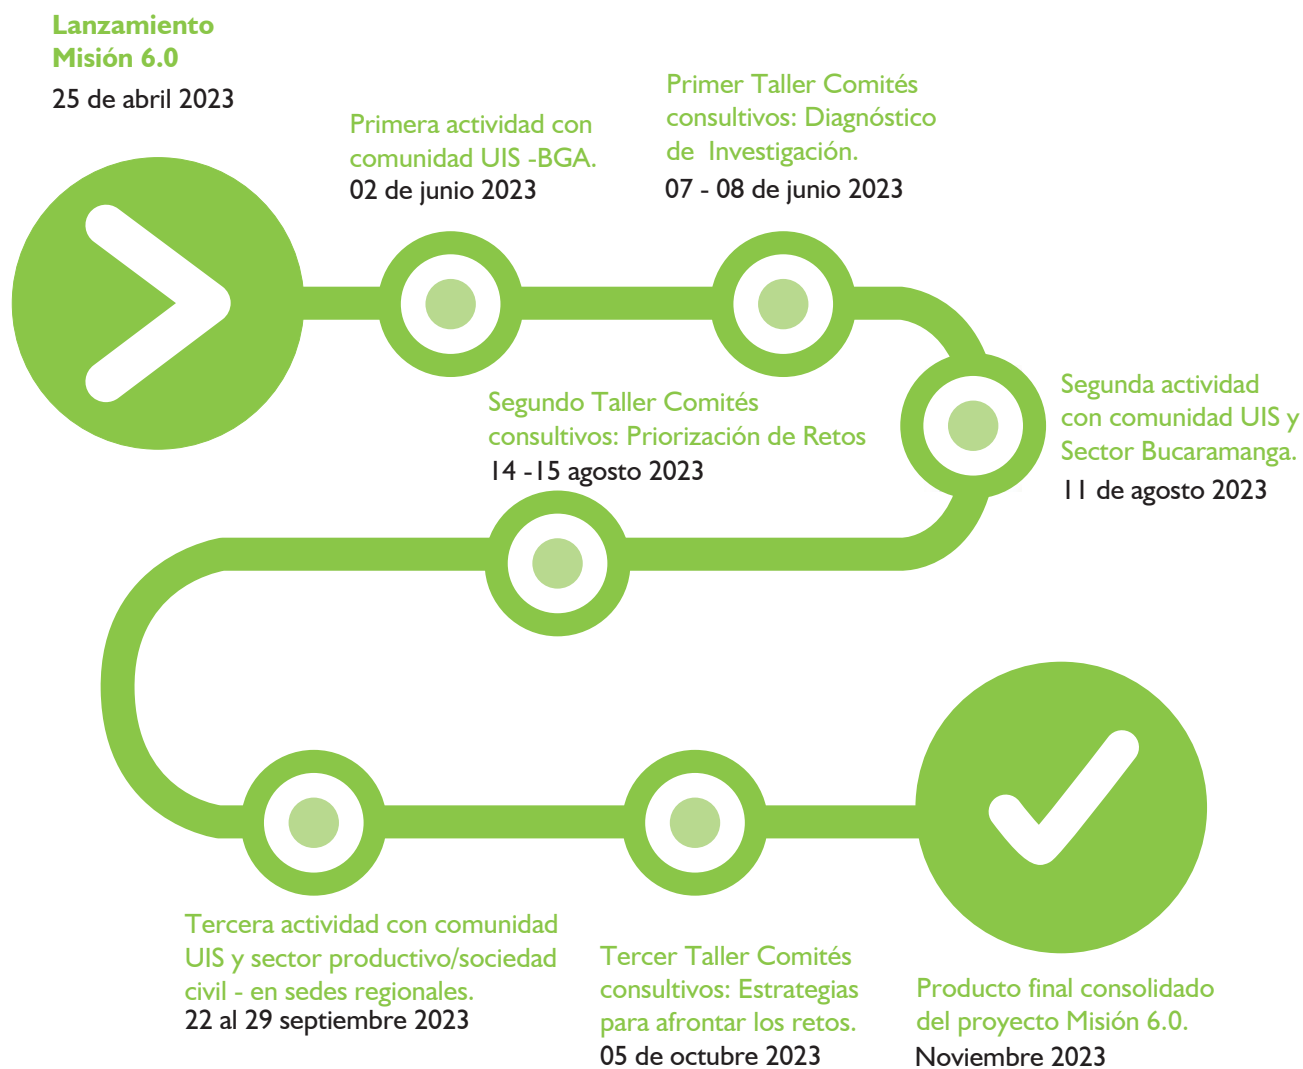 Lanzamiento
Misión 6.0
25 de abril 2023
Primera actividad con
comunidad UIS -BGA.
02 de junio 2023
Primer Taller Comités
consultivos: Diagnóstico
de Investigación.
07 - 08 de junio 2023
Segunda actividad
con comunidad UIS y
Sector Bucaramanga.
11 de agosto 2023
Segundo Taller Comités
consultivos: Priorización de Retos
14 -15 agosto 2023
Tercera actividad con comunidad
UIS y sector productivo/sociedad
civil - en sedes regionales.
22 al 29 septiembre 2023
Tercer Taller Comités
consultivos: Estrategias
para afrontar los retos.
05 de octubre 2023
Producto final consolidado
del proyecto Misión 6.0.
Noviembre 2023